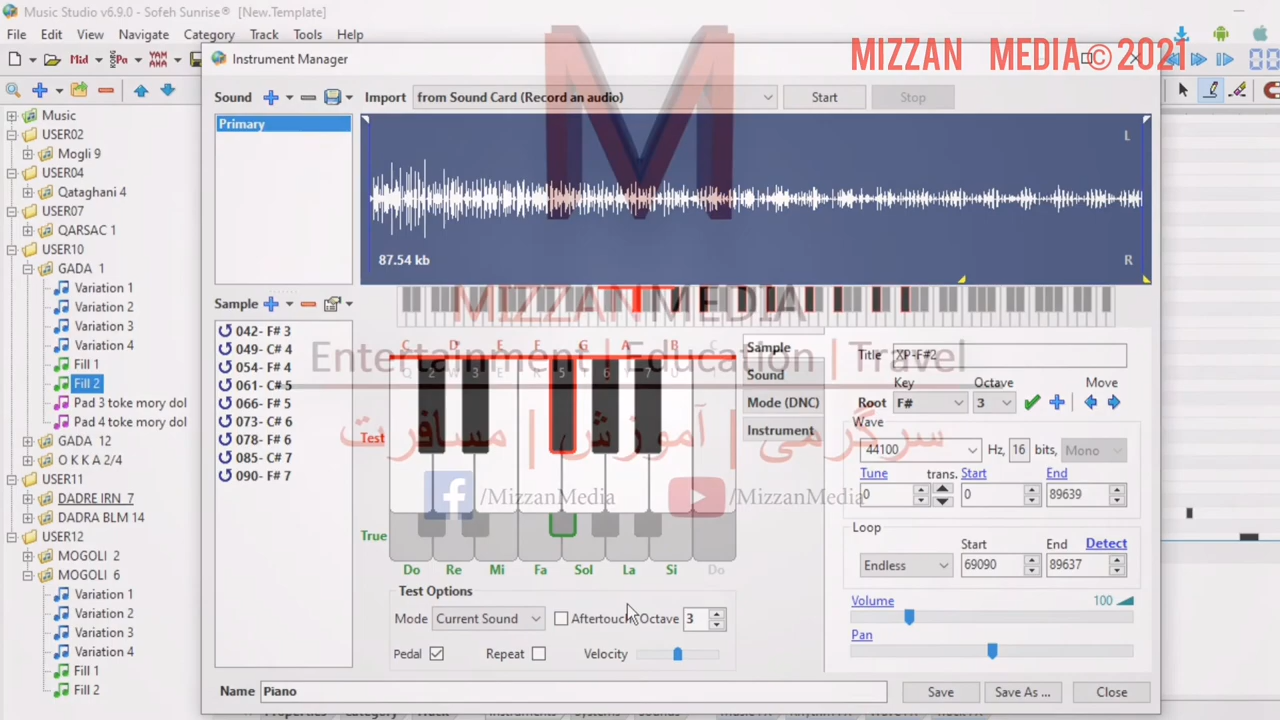 Music Studio v6.9.0 - Sofeh Sunrise® [New.Template]
File Edit View Navigate Category Track Tools Help
MIZZAN MEDIA© 2021
Mid Pa YAMAHA
Instrument Manager
Sound
Import from Sound Card (Record an audio) Start Stop
Primary
L
87.54 kb
R
Music
USER02
Mogli 9
USER04
Qataghani 4
USER07
QARSAC 1
USER10
GADA 1
Variation 1
Variation 2
Variation 3
Variation 4
Fill 1
Fill 2
Pad 3 toke mory dol
Pad 4 toke mory dol
GADA 12
O K K A 2/4
USER11
DADRE IRN 7
DADRA BLM 14
USER12
MOGOLI 2
MOGOLI 6
Variation 1
Variation 2
Variation 3
Variation 4
Fill 1
Fill 2
M
MIZZAN MEDIA
Entertainment | Education | Travel
سرگرمی | آموزش | مسافرت
/MizzanMedia /MizzanMedia
Sample
042- F# 3
049- C# 4
054- F# 4
061- C# 5
066- F# 5
073- C# 6
078- F# 6
085- C# 7
090- F# 7
C D E F G A B
Q 2 W 3 E R 5 6 7 U
Test
True
Do Re Mi Fa Sol La Si Do
Test Options
Mode Current Sound Aftertouch Octave 3
Pedal Repeat Velocity
Sample
Sound
Mode (DNC)
Instrument
Title XP-F#2
Key Octave Move
Root F# 3
Wave
44100 Hz, 16 bits, Mono
Tune trans. Start End
0 0 89639
Loop
Start End Detect
Endless 69090 89637
Volume 100
Pan
Name Piano Save Save As ... Close